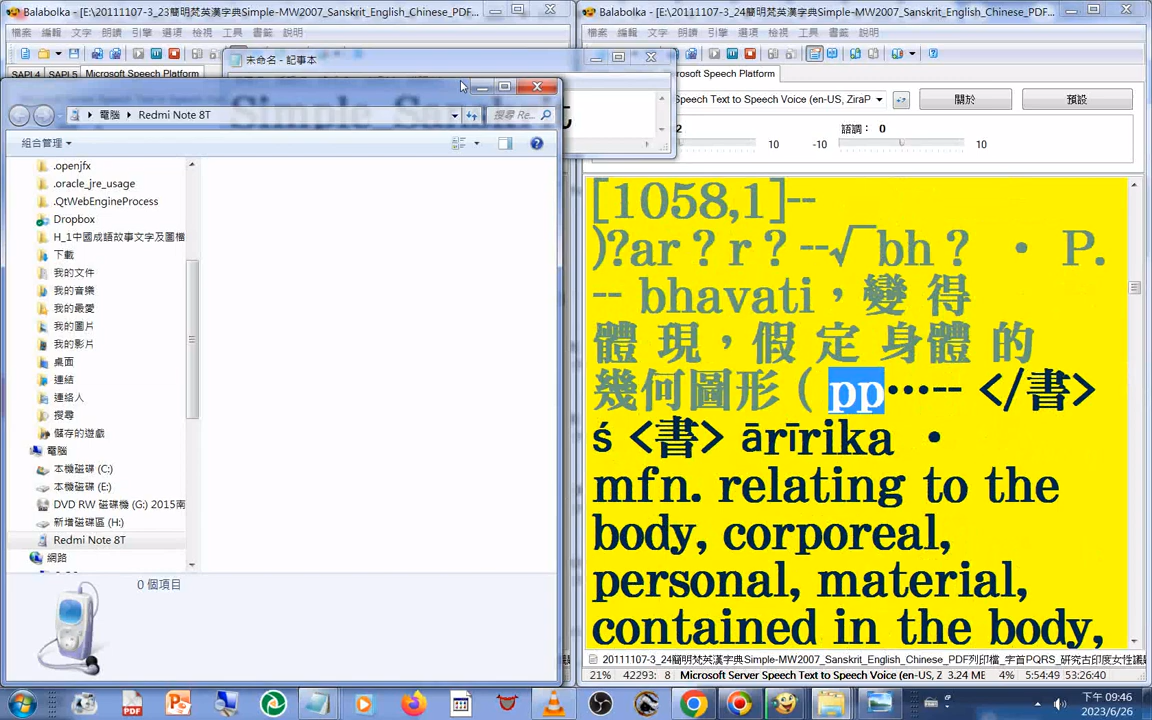 Balabolka - [E:\20111107-3_23簡明梵英漢字典Simple-MW2007_Sanskrit_English_Chinese_PDF...
檔案 編輯 文字 朗讀 引擎 選項 檢視 工具 書籤 說明
SAPI 4 SAPI 5 Microsoft Speech Platform
未命名 - 記事本
Simple_Sanskrit
電腦 Redmi Note 8T
搜尋 Re...
組合管理
.openjfx
.oracle_jre_usage
.QtWebEngineProcess
Dropbox
H_1中國成語故事文字及圖檔
下載
我的文件
我的音樂
我的最愛
我的圖片
我的影片
桌面
連結
連絡人
搜尋
儲存的遊戲
電腦
本機磁碟 (C:)
本機磁碟 (E:)
DVD RW 磁碟機 (G:) 2015南
新增磁碟區 (H:)
Redmi Note 8T
網路
0 個項目
Balabolka - [E:\20111107-3_24簡明梵英漢字典Simple-MW2007_Sanskrit_English_Chinese_PDF...
檔案 編輯 文字 朗讀 引擎 選項 檢視 工具 書籤 說明
rosoft Speech Platform
Speech Text to Speech Voice (en-US, ZiraP
關於
預設
2
語調： 0
10 -10 10
[1058,1]--
)?ar？r？--√bh？ • P.
-- bhavati，變 得
體 現，假 定 身體 的
幾何圖形（ pp…-- </書>
ś <書> ārīrika •
mfn. relating to the
body, corporeal,
personal, material,
contained in the body,
20111107-3_24簡明梵英漢字典Simple-MW2007_Sanskrit_English_Chinese_PDF列印檔_字首PQRS_研究古印度女性議題
21% 42293: 8 Microsoft Server Speech Text to Speech Voice (en-US, Z 3.24 MB 4% 5:54:49 53:26:40
下午 09:46
2023/6/26